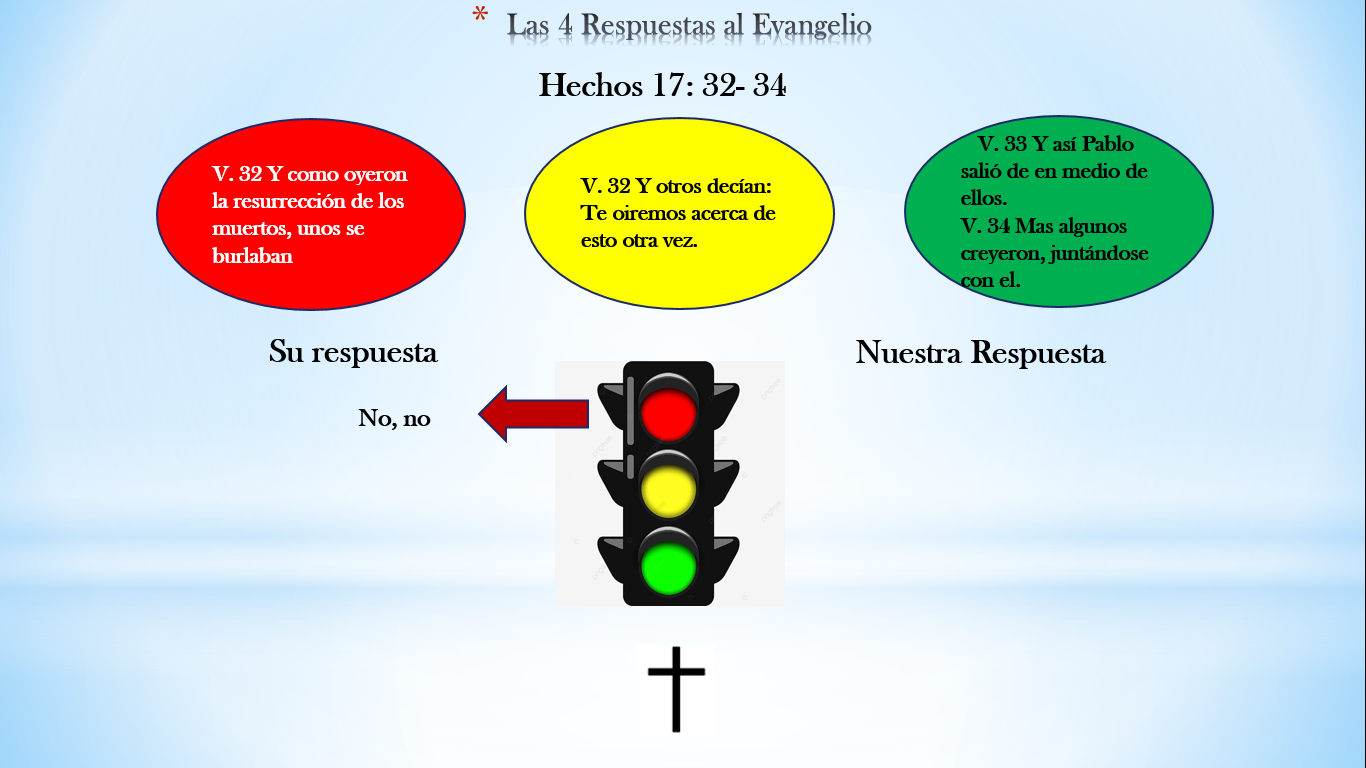 * Las 4 Respuestas al Evangelio
Hechos 17: 32- 34
V. 32 Y como oyeron
la resurrección de los
muertos, unos se
burlaban
V. 32 Y otros decían:
Te oiremos acerca de
esto otra vez.
V. 33 Y así Pablo
salió de en medio de
ellos.
V. 34 Mas algunos
creyeron, juntándose
con el.
Su respuesta
Nuestra Respuesta
No, no